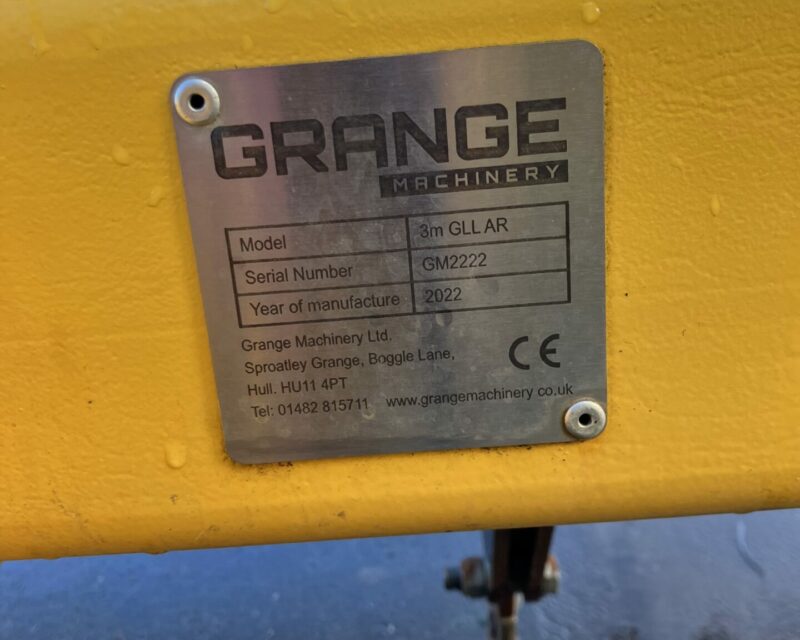 GRANGE
MACHINERY
Model 3m GLL AR
Serial Number GM2222
Year of manufacture 2022
Grange Machinery Ltd.
Sproatley Grange, Boggle Lane,
Hull. HU11 4PT
Tel: 01482 815711 www.grangemachinery.co.uk
CE